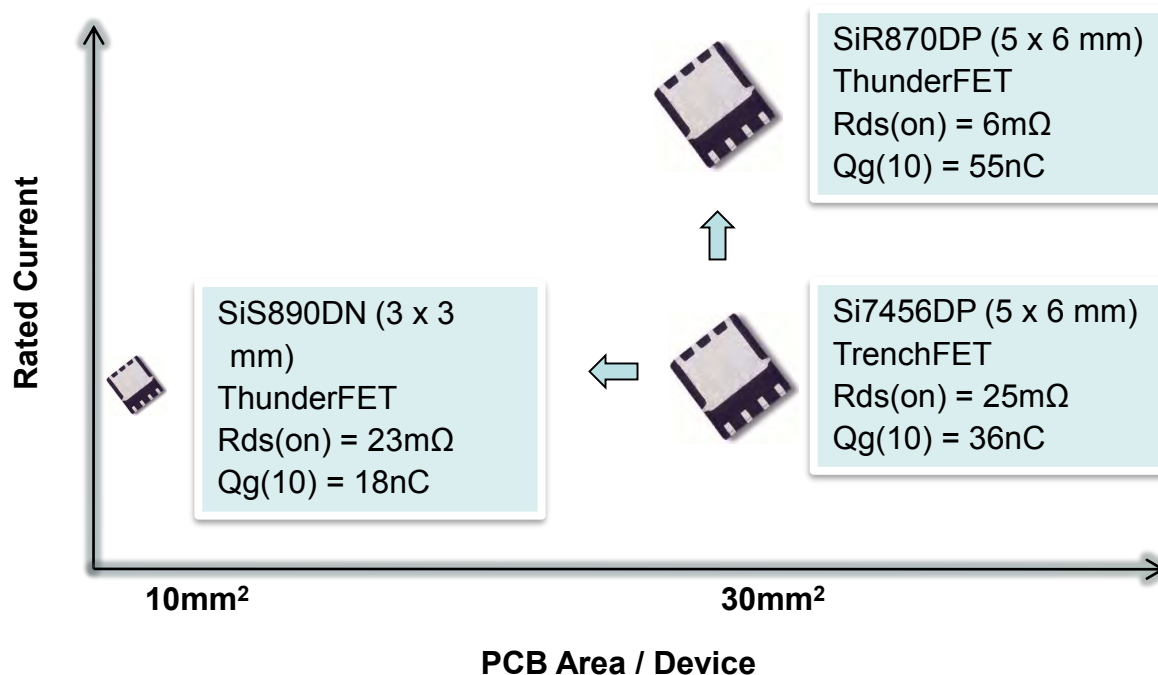 SiR870DP (5 x 6 mm)
ThunderFET
Rds(on) = 6mΩ
Qg(10) = 55nC
Rated Current
SiS890DN (3 x 3
mm)
ThunderFET
Rds(on) = 23mΩ
Qg(10) = 18nC
Si7456DP (5 x 6 mm)
TrenchFET
Rds(on) = 25mΩ
Qg(10) = 36nC
10mm²
30mm²
PCB Area / Device